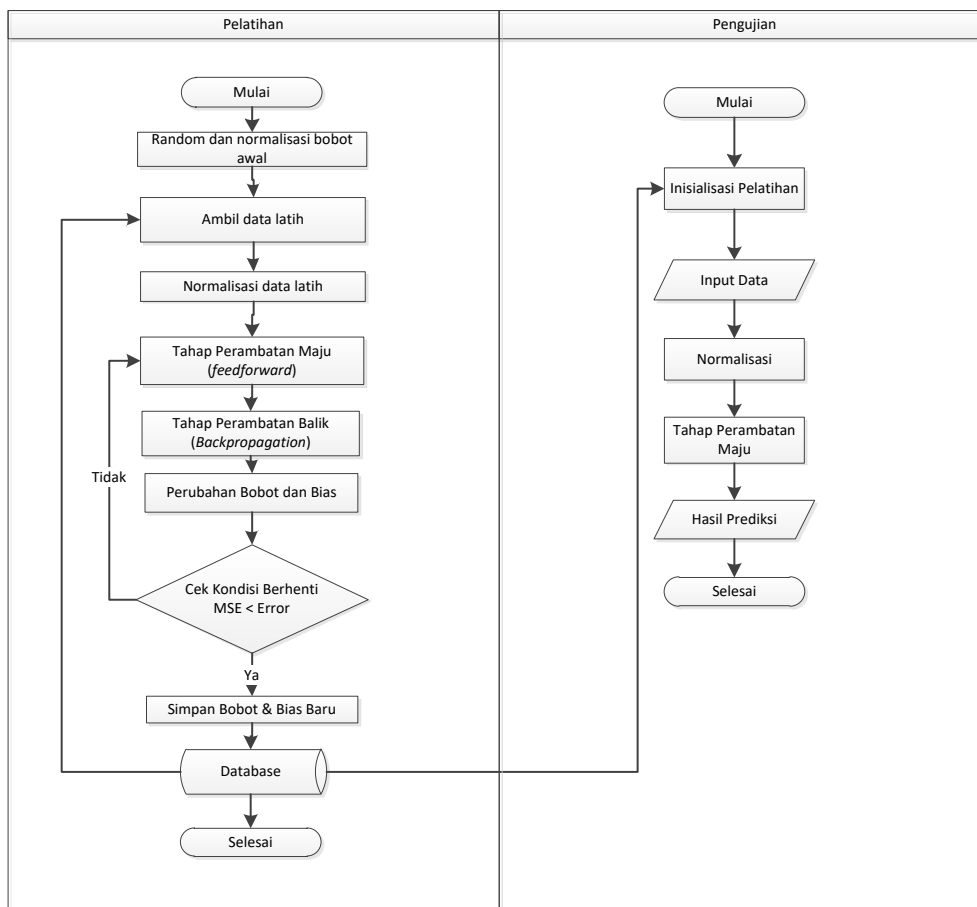 Pelatihan
Mulai
Random dan normalisasi bobot
awal
Ambil data latih
Normalisasi data latih
Tahap Perambatan Maju
(feedforward)
Tahap Perambatan Balik
(Backpropagation)
Tidak
Perubahan Bobot dan Bias
Cek Kondisi Berhenti
MSE < Error
Ya
Simpan Bobot & Bias Baru
Database
Selesai
Pengujian
Mulai
Inisialisasi Pelatihan
Input Data
Normalisasi
Tahap Perambatan
Maju
Hasil Prediksi
Selesai